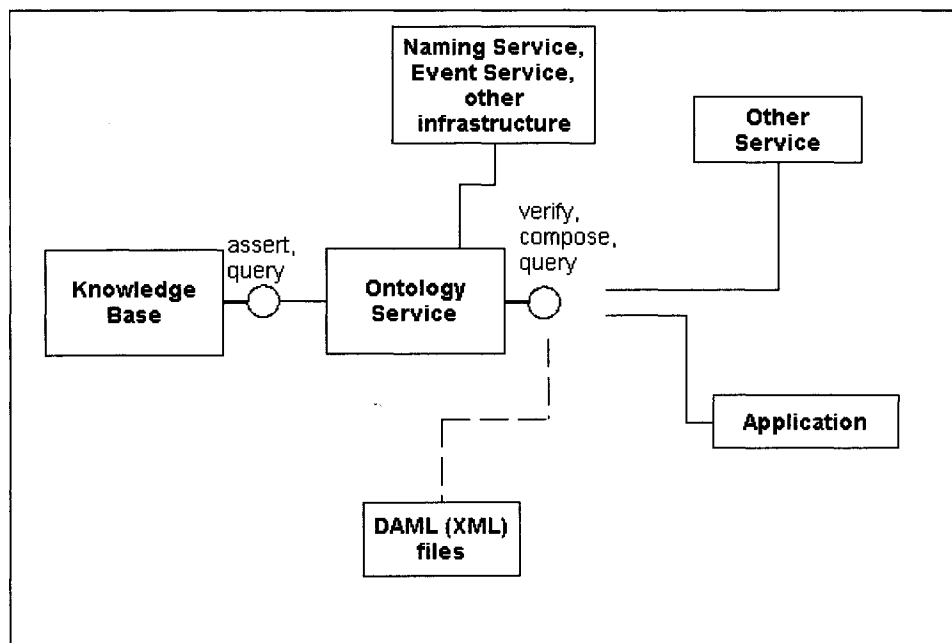 Naming Service,
Event Service,
other
infrastructure
Other
Service
verify,
compose,
query
assert,
query
Knowledge
Base
Ontology
Service
Application
DAML (XML)
files